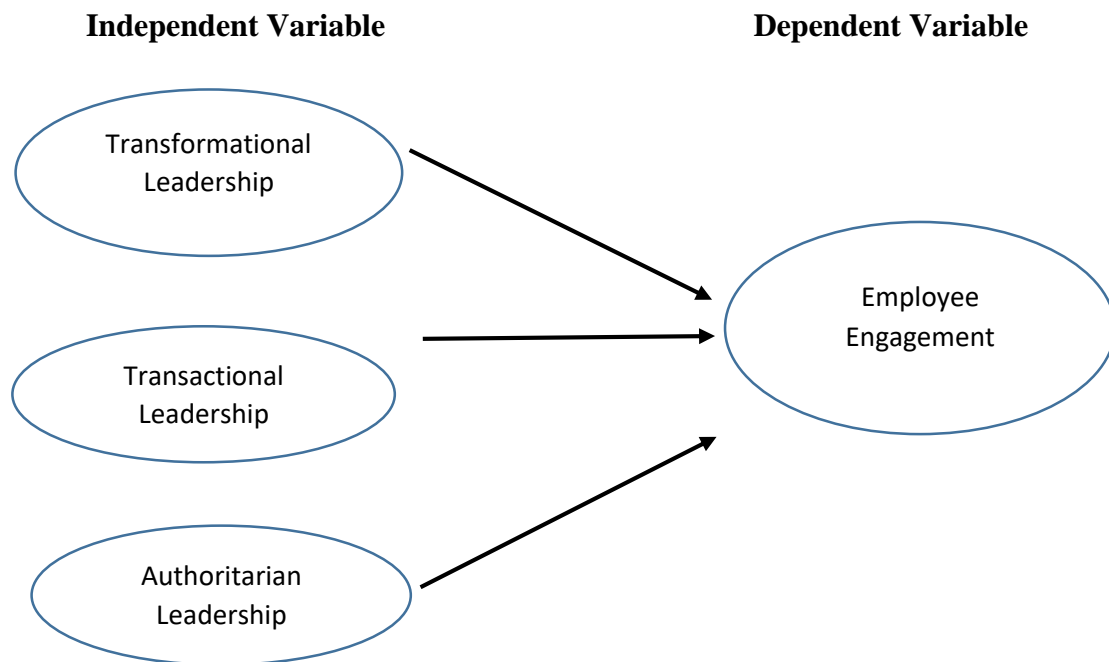 Independent Variable
Dependent Variable
Transformational
Leadership
Employee
Engagement
Transactional
Leadership
Authoritarian
Leadership